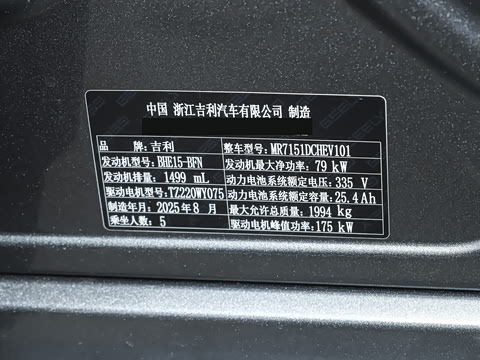 中国 浙江吉利汽车有限公司 制造
品 牌:吉利 整车型号:MR7151DCHEV101
发动机型号:BHE15-BFN 发动机最大净功率:79 kW
发动机排量:1499 mL 动力电池系统额定电压:335 V
驱动电机型号:TZ220WY075 动力电池系统额定容量:25.4 Ah
制造年月:2025年8 月 最大允许总质量:1994 kg
乘坐人数:5 驱动电机峰值功率:175 kW